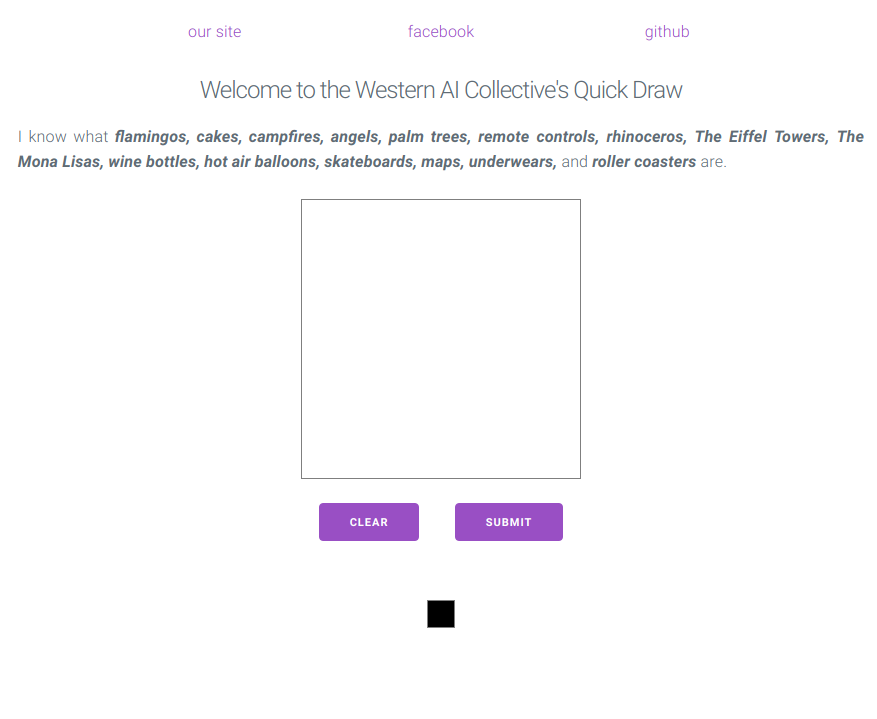 our site facebook github
Welcome to the Western AI Collective's Quick Draw
I know what flamingos, cakes, campfires, angels, palm trees, remote controls, rhinoceros, The Eiffel Towers, The
Mona Lisas, wine bottles, hot air balloons, skateboards, maps, underwears, and roller coasters are.
CLEAR SUBMIT